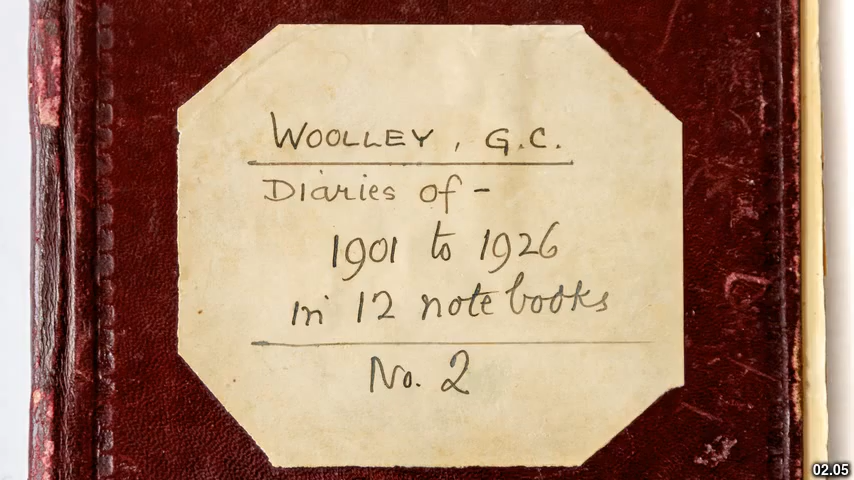 WOOLLEY, G.C.
Diaries of -
1901 to 1926
in 12 note books
No. 2
02.05